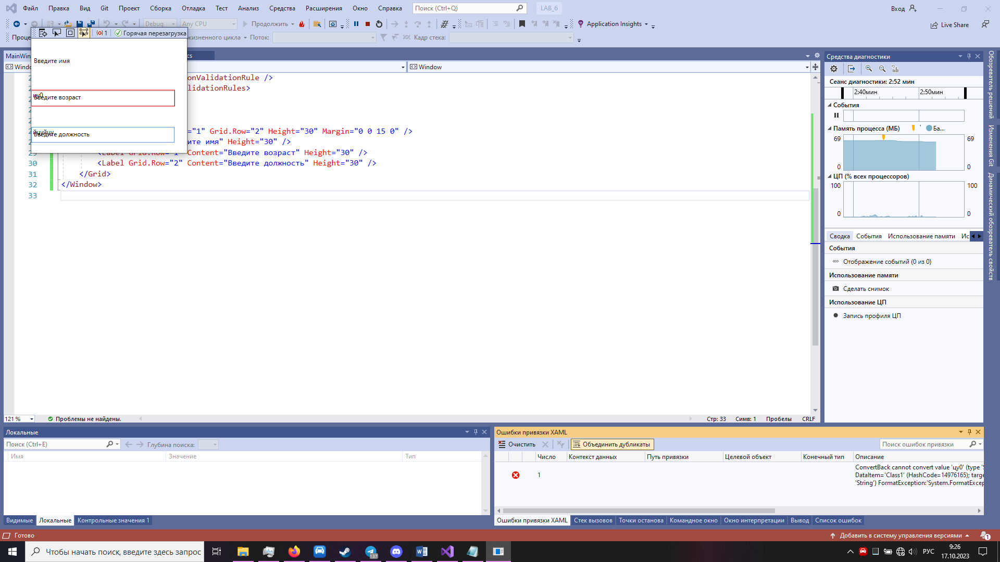 Файл Правка Вид Git Проект Сборка Отладка Тест Анализ Средства Расширения Окно Справка Поиск (Ctrl+Q) LAB_6 Вход
Debug Any CPU Продолжить Application Insights Live Share
1 Горячая перезагрузка
Проце жизненного цикла Поток: Кадр стека:
MainWin cs
Window
Введите имя
onValidationRule />
lidationRules>
цу0
Введите возраст
="1" Grid.Row="2" Height="30" Margin="0 0 15 0" />
Введите должность
ите имя" Height="30" />
Content="Введите возраст" Height="30" />
30 <Label Grid.Row="2" Content="Введите должность" Height="30" />
31 </Grid>
32 </Window>
33
121 % Проблемы не найдены. Стр: 33 Симв: 1 Пробелы CRLF
Средства диагностики
Сеанс диагностики: 2:52 мин
2:40мин 2:50мин
События
Память процесса (МБ) Ба...
69 69
0 0
ЦП (% всех процессоров)
100 100
0 0
Сводка События Использование памяти Ис
События
Отображение событий (0 из 0)
Использование памяти
Сделать снимок
Использование ЦП
Запись профиля ЦП
Обозреватель решений
Изменения Git
Динамический обозреватель свойств
Локальные
Поиск (Ctrl+E) Глубина поиска:
Имя Значение Тип
Видимые Локальные Контрольные значения 1
Ошибки привязки XAML
Очистить Объединить дубликаты Поиск ошибок привязки
Число Контекст данных Путь привязки Целевой объект Конечный тип Описание
1
ConvertBack cannot convert value 'цу0' (type 'S
DataItem='Class1' (HashCode=14976165); targe
'String') FormatException:'System.FormatExcep
Ошибки привязки XAML Стек вызовов Точки останова Командное окно Окно интерпретации Вывод Список ошибок
Готово Добавить в систему управления версиями 1
Чтобы начать поиск, введите здесь запрос 137 РУС 9:26
17.10.2023